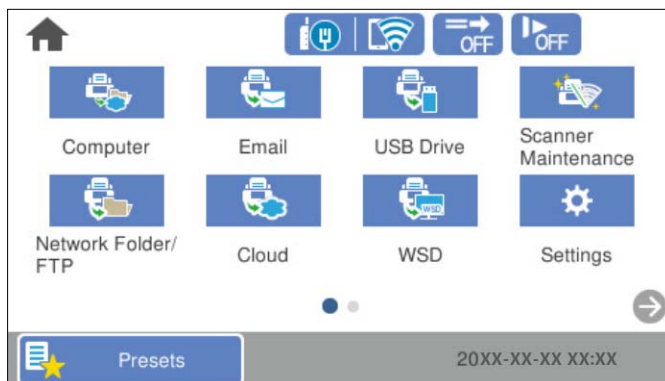 OFF
OFF
Computer
Email
USB Drive
Scanner
Maintenance
WSD
Network Folder/
FTP
Cloud
WSD
Settings
Presets
20XX-XX-XX XX:XX